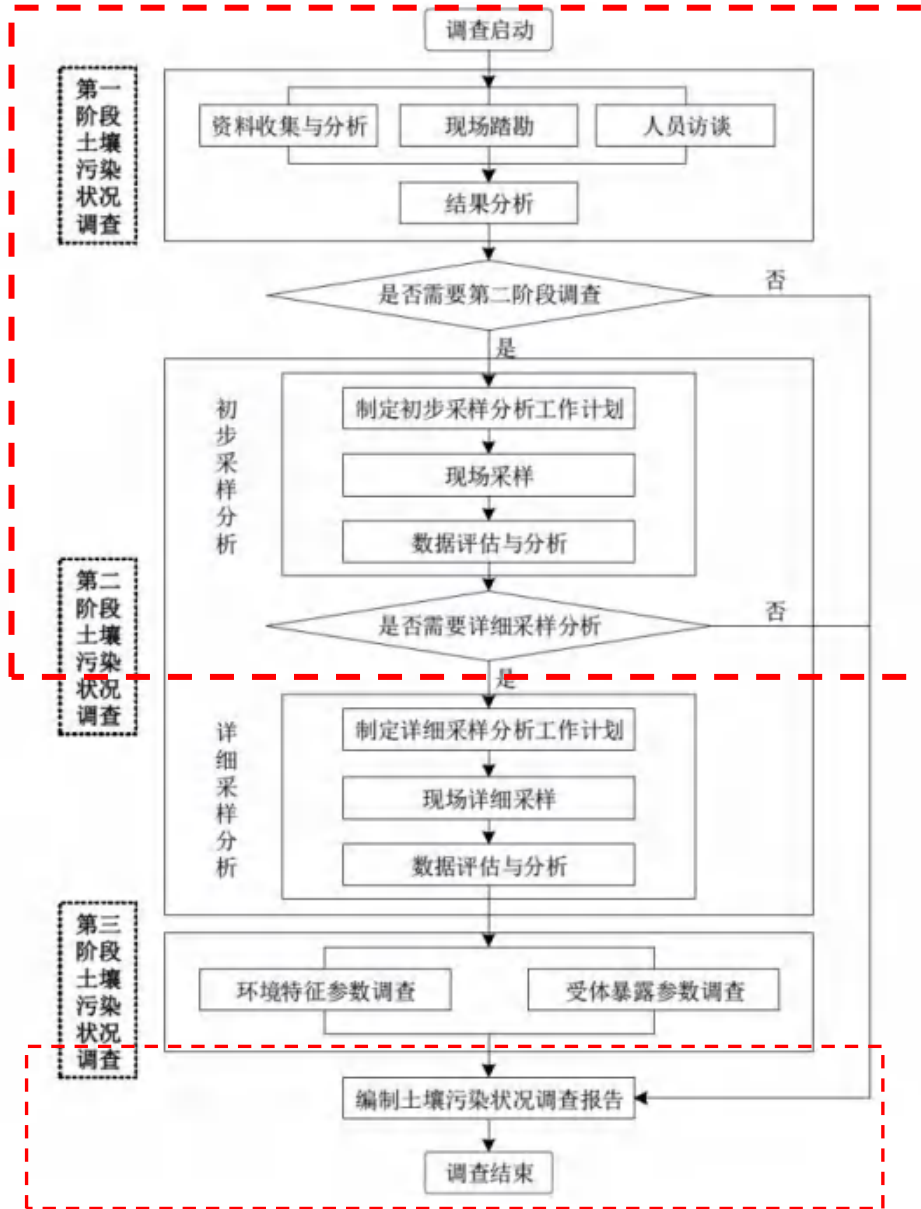 调查启动
第一
阶段
土壤
污染
状况
调查
资料收集与分析
现场踏勘
人员访谈
结果分析
是否需要第二阶段调查
否
是
初
步
采
样
分
析
制定初步采样分析工作计划
现场采样
数据评估与分析
第二
阶段
土壤
污染
状况
调查
是否需要详细采样分析
否
是
详
细
采
样
分
析
制定详细采样分析工作计划
现场详细采样
数据评估与分析
第三
阶段
土壤
污染
状况
调查
环境特征参数调查
受体暴露参数调查
编制土壤污染状况调查报告
调查结束